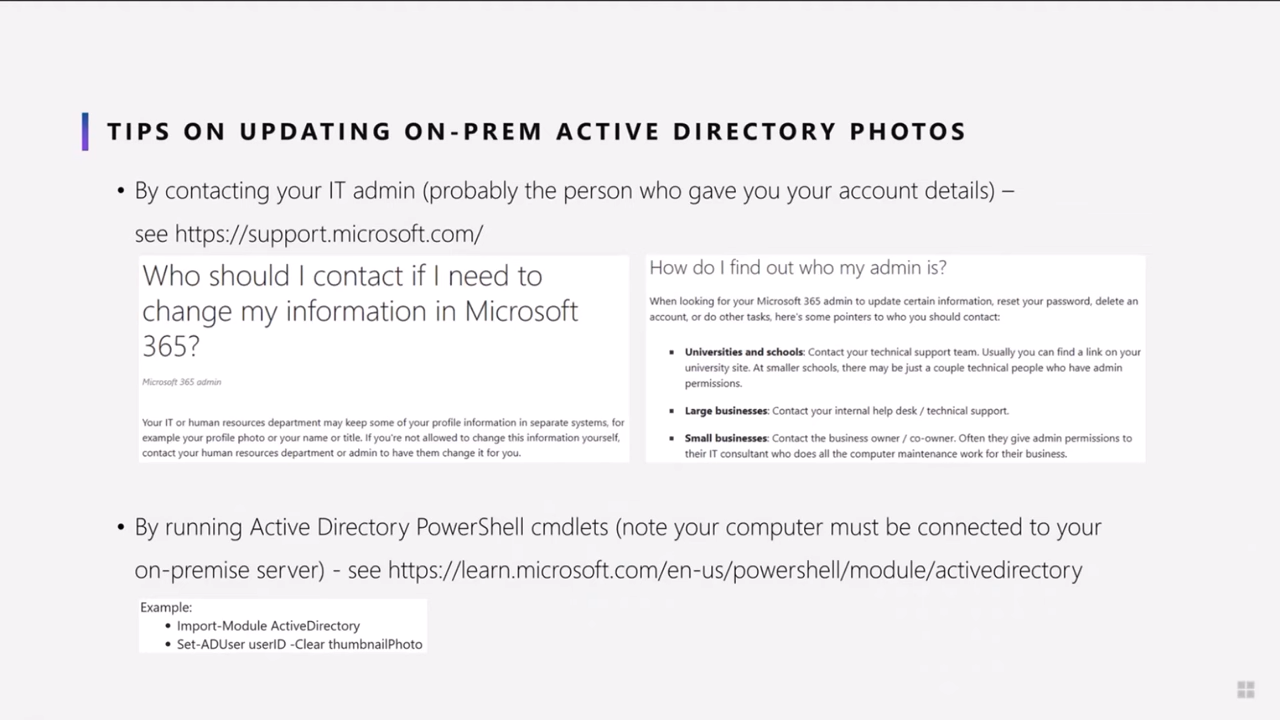 TIPS ON UPDATING ON-PREM ACTIVE DIRECTORY PHOTOS
• By contacting your IT admin (probably the person who gave you your account details) –
see https://support.microsoft.com/
Who should I contact if I need to
change my information in Microsoft
365?
Microsoft 365 admin
Your IT or human resources department may keep some of your profile information in separate systems, for
example your profile photo or your name or title. If you're not allowed to change this information yourself,
contact your human resources department or admin to have them change it for you.
How do I find out who my admin is?
When looking for your Microsoft 365 admin to update certain information, reset your password, delete an
account, or do other tasks, here's some pointers to who you should contact:
▪ Universities and schools: Contact your technical support team. Usually you can find a link on your
university site. At smaller schools, there may be just a couple technical people who have admin
permissions.
▪ Large businesses: Contact your internal help desk / technical support.
▪ Small businesses: Contact the business owner / co-owner. Often they give admin permissions to
their IT consultant who does all the computer maintenance work for their business.
• By running Active Directory PowerShell cmdlets (note your computer must be connected to your
on-premise server) - see https://learn.microsoft.com/en-us/powershell/module/activedirectory
Example:
• Import-Module ActiveDirectory
• Set-ADUser userID -Clear thumbnailPhoto